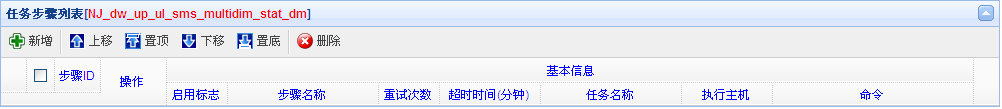 任务步骤列表[NJ_dw_up_ul_sms_multidim_stat_dm]
新增 上移 置顶 下移 置底 删除
步骤ID 操作 基本信息
启用标志 步骤名称 重试次数 超时时间(分钟) 任务名称 执行主机 命令